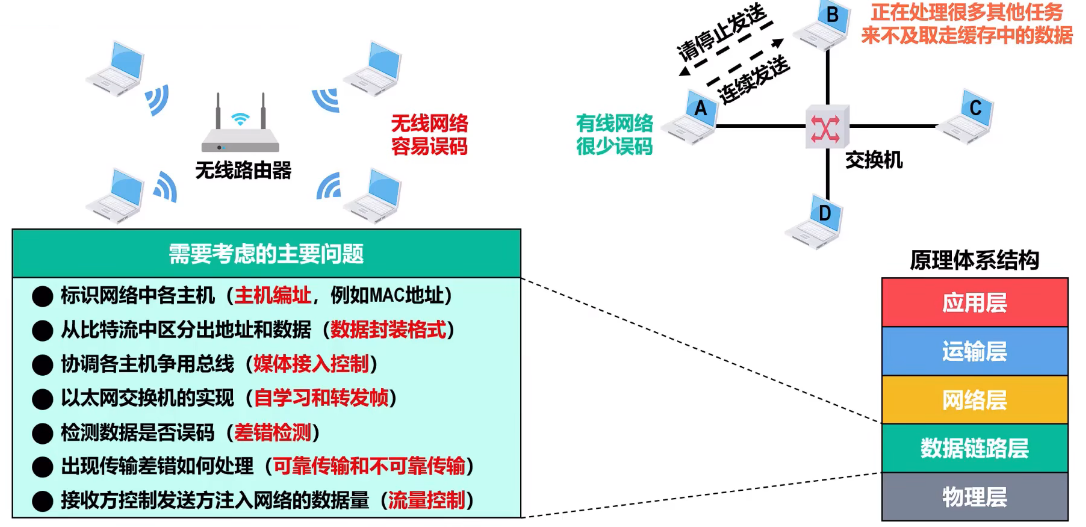 无线网络
容易误码
无线路由器
请停止发送
连续发送
B
正在处理很多其他任务
来不及取走缓存中的数据
有线网络
很少误码
A
C
交换机
D
需要考虑的主要问题
● 标识网络中各主机（主机编址，例如MAC地址）
● 从比特流中区分出地址和数据（数据封装格式）
● 协调各主机争用总线（媒体接入控制）
● 以太网交换机的实现（自学习和转发帧）
● 检测数据是否误码（差错检测）
● 出现传输差错如何处理（可靠传输和不可靠传输）
● 接收方控制发送方注入网络的数据量（流量控制）
原理体系结构
应用层
运输层
网络层
数据链路层
物理层